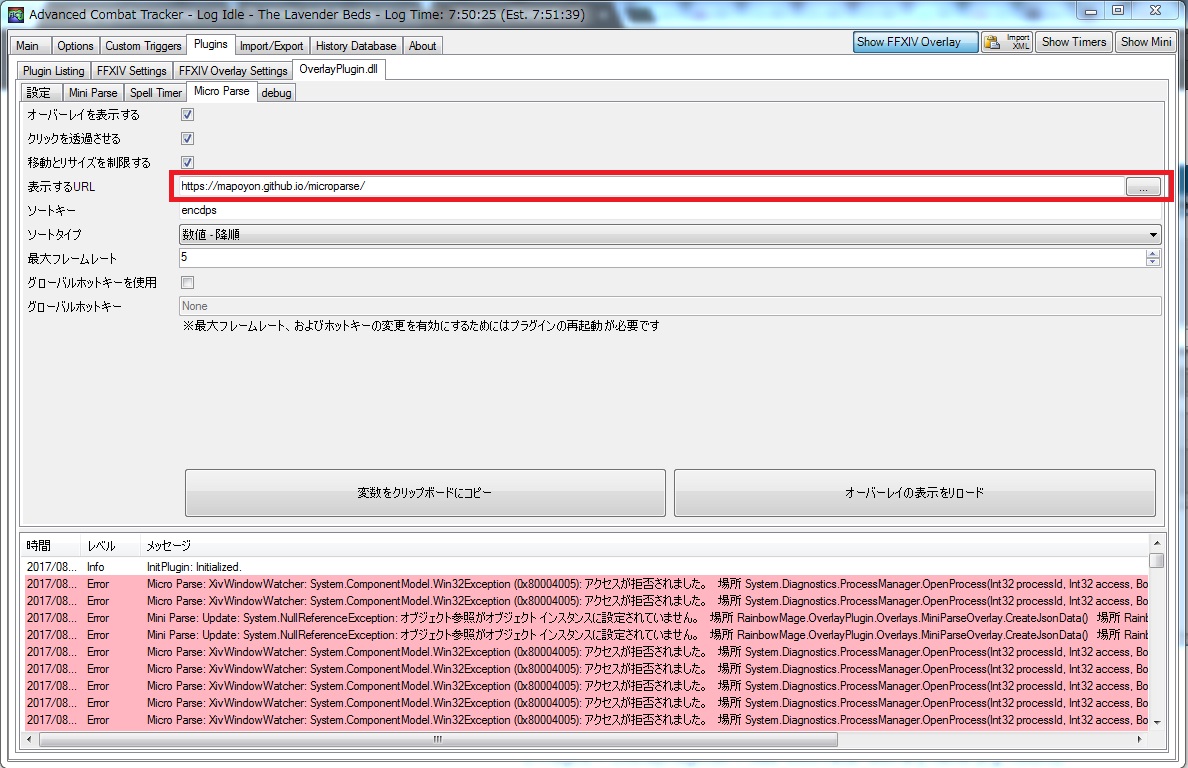 Advanced Combat Tracker - Log Idle - The Lavender Beds - Log Time: 7:50:25 (Est. 7:51:39)
Main Options Custom Triggers Plugins Import/Export History Database About Show FFXIV Overlay Import XML Show Timers Show Mini
Plugin Listing FFXIV Settings FFXIV Overlay Settings OverlayPlugin.dll
設定 Mini Parse Spell Timer Micro Parse debug
オーバーレイを表示する
クリックを透過させる
移動とリサイズを制限する
表示するURL https://mapoyon.github.io/microparse/ ...
ソートキー encdps
ソートタイプ 数値 - 降順
最大フレームレート 5
グローバルホットキーを使用
グローバルホットキー None
※最大フレームレート、およびホットキーの変更を有効にするためにはプラグインの再起動が必要です
変数をクリップボードにコピー オーバーレイの表示をリロード
時間 レベル メッセージ
2017/08... Info InitPlugin: Initialized.
2017/08... Error Micro Parse: XivWindowWatcher: System.ComponentModel.Win32Exception (0x80004005): アクセスが拒否されました。 場所 System.Diagnostics.ProcessManager.OpenProcess(Int32 processId, Int32 access, Bo
2017/08... Error Micro Parse: XivWindowWatcher: System.ComponentModel.Win32Exception (0x80004005): アクセスが拒否されました。 場所 System.Diagnostics.ProcessManager.OpenProcess(Int32 processId, Int32 access, Bo
2017/08... Error Mini Parse: Update: System.NullReferenceException: オブジェクト参照がオブジェクト インスタンスに設定されていません。 場所 RainbowMage.OverlayPlugin.Overlays.MiniParseOverlay.CreateJsonData() 場所 Rainb
2017/08... Error Mini Parse: Update: System.NullReferenceException: オブジェクト参照がオブジェクト インスタンスに設定されていません。 場所 RainbowMage.OverlayPlugin.Overlays.MiniParseOverlay.CreateJsonData() 場所 Rainb
2017/08... Error Micro Parse: XivWindowWatcher: System.ComponentModel.Win32Exception (0x80004005): アクセスが拒否されました。 場所 System.Diagnostics.ProcessManager.OpenProcess(Int32 processId, Int32 access, Bo
2017/08... Error Micro Parse: XivWindowWatcher: System.ComponentModel.Win32Exception (0x80004005): アクセスが拒否されました。 場所 System.Diagnostics.ProcessManager.OpenProcess(Int32 processId, Int32 access, Bo
2017/08... Error Micro Parse: XivWindowWatcher: System.ComponentModel.Win32Exception (0x80004005): アクセスが拒否されました。 場所 System.Diagnostics.ProcessManager.OpenProcess(Int32 processId, Int32 access, Bo
2017/08... Error Micro Parse: XivWindowWatcher: System.ComponentModel.Win32Exception (0x80004005): アクセスが拒否されました。 場所 System.Diagnostics.ProcessManager.OpenProcess(Int32 processId, Int32 access, Bo
2017/08... Error Micro Parse: XivWindowWatcher: System.ComponentModel.Win32Exception (0x80004005): アクセスが拒否されました。 場所 System.Diagnostics.ProcessManager.OpenProcess(Int32 processId, Int32 access, Bo